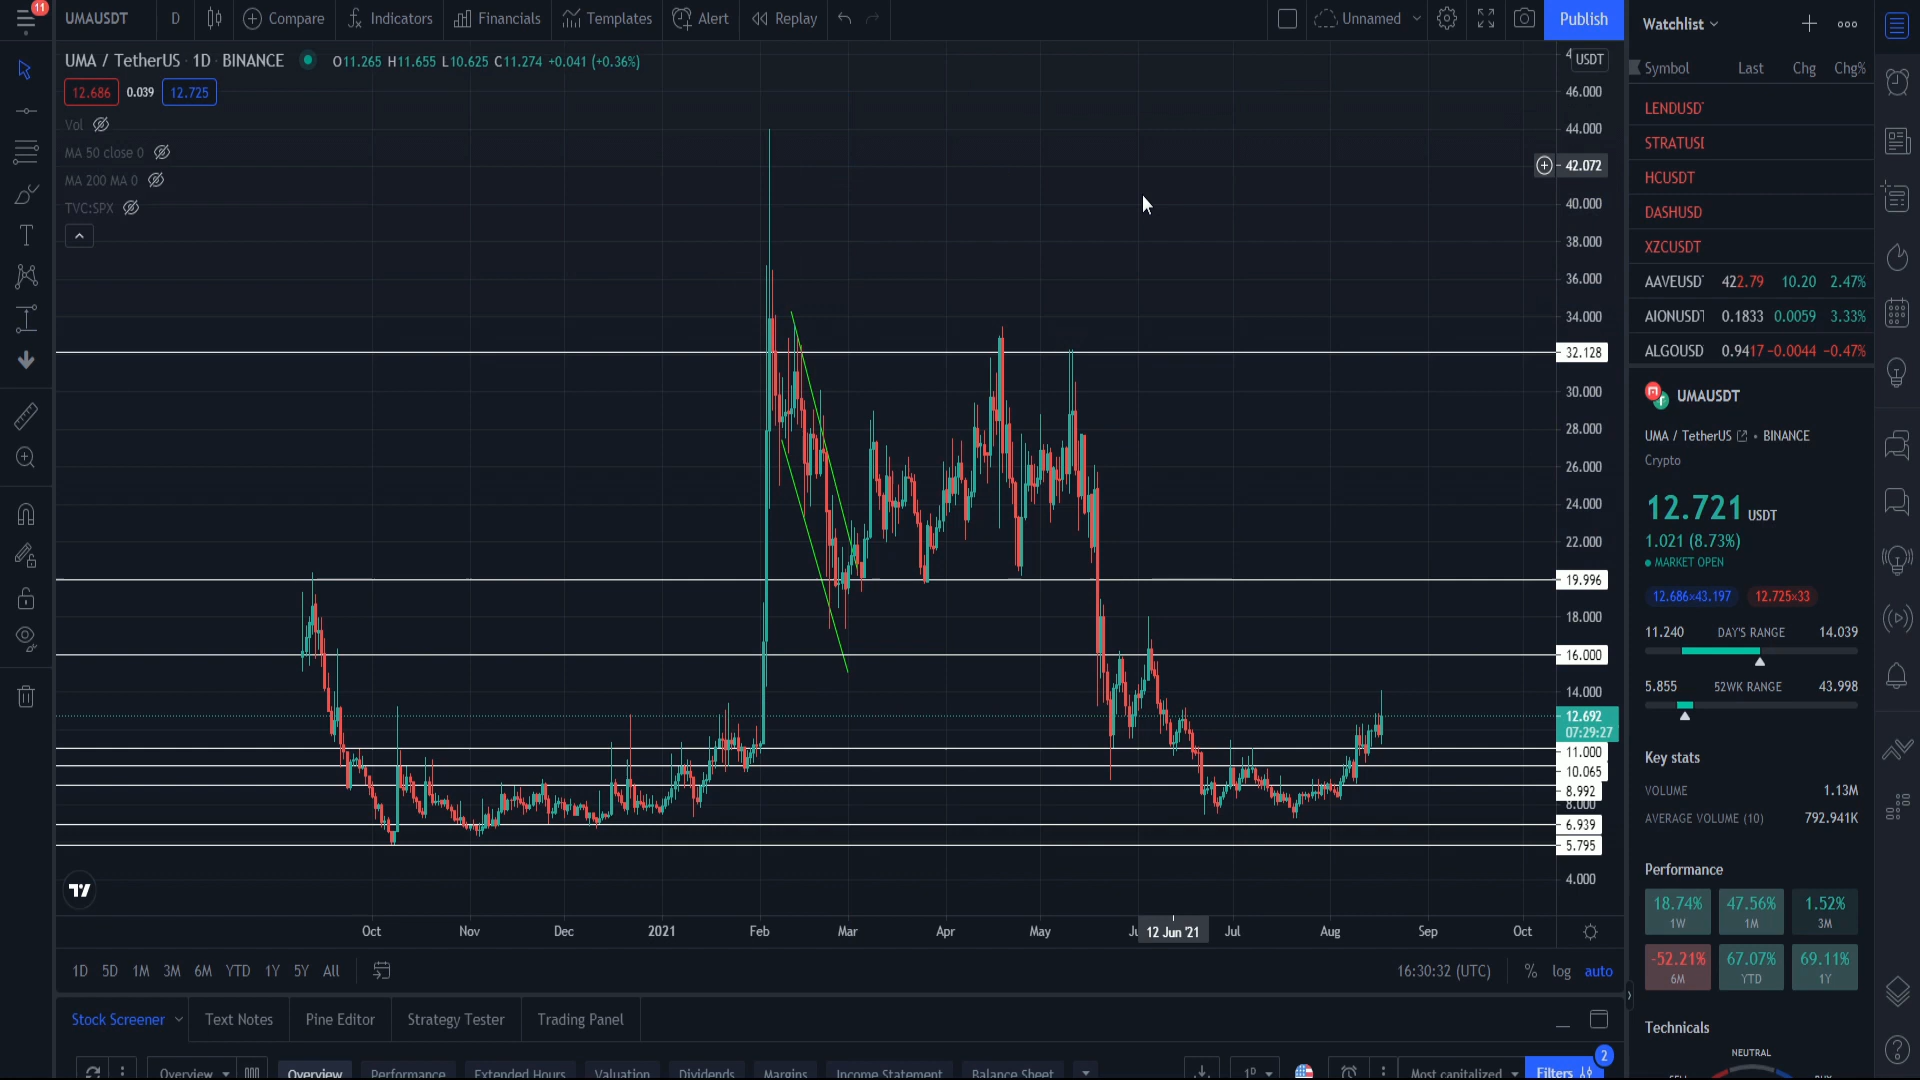 11
UMAUSDT D Compare Indicators Financials Templates Alert Replay Unnamed Publish
UMA / TetherUS · 1D · BINANCE O11.265 H11.655 L10.625 C11.274 +0.041 (+0.36%)
12.686 0.039 12.725
Vol
MA 50 close 0
MA 200 MA 0
TVC:SPX
USDT
46.000
44.000
42.072
40.000
38.000
36.000
34.000
32.128
30.000
28.000
26.000
24.000
22.000
19.996
18.000
16.000
14.000
12.692
07:29:27
11.000
10.065
8.992
8.000
6.939
5.795
4.000
Oct Nov Dec 2021 Feb Mar Apr May 12 Jun '21 Jul Aug Sep Oct
1D 5D 1M 3M 6M YTD 1Y 5Y All 16:30:32 (UTC) % log auto
Stock Screener Text Notes Pine Editor Strategy Tester Trading Panel
2
Overview Overview Performance Extended Hours Valuation Dividends Margins Income Statement Balance Sheet 1D Most capitalized Filters
Watchlist
Symbol Last Chg Chg%
LENDUSD
STRATUS
HCUSDT
DASHUSD
XZCUSDT
AAVEUSD 422.79 10.20 2.47%
AIONUSDT 0.1833 0.0059 3.33%
ALGOUSD 0.9417 -0.0044 -0.47%
UMAUSDT
UMA / TetherUS • BINANCE
Crypto
12.721 USDT
1.021 (8.73%)
MARKET OPEN
12.686×43.197 12.725×33
11.240 DAY'S RANGE 14.039
5.855 52WK RANGE 43.998
Key stats
VOLUME 1.13M
AVERAGE VOLUME (10) 792.941K
Performance
18.74% 47.56% 1.52%
1W 1M 3M
-52.21% 67.07% 69.11%
6M YTD 1Y
Technicals
NEUTRAL